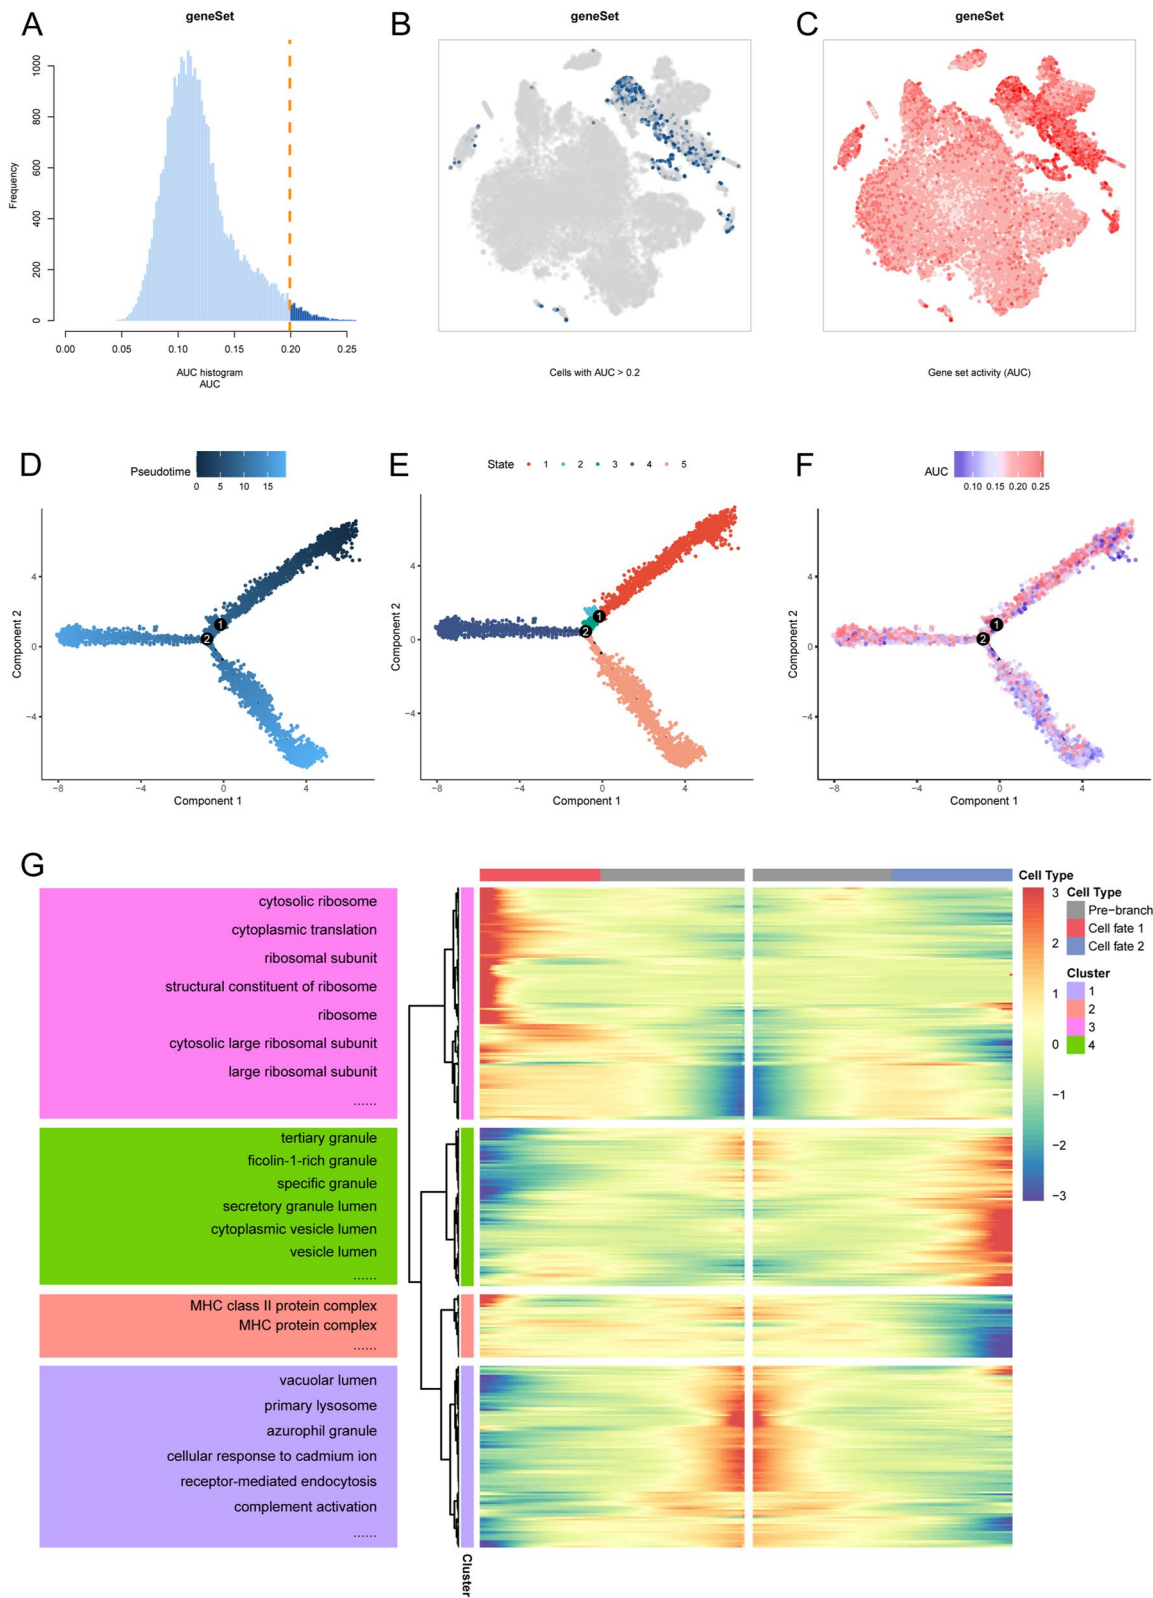 A
geneSet
Frequency
1000
800
600
400
200
0
0.00 0.05 0.10 0.15 0.20 0.25
AUC histogram
AUC
B
geneSet
Cells with AUC > 0.2
C
geneSet
Gene set activity (AUC)
D
Pseudotime
0 5 10 15
Component 2
4
0
−4
1
2
−8 −4 0 4
Component 1
E
State 1 2 3 4 5
Component 2
4
0
−4
1
2
−8 −4 0 4
Component 1
F
AUC
0.10 0.15 0.20 0.25
Component 2
4
0
−4
1
2
−8 −4 0 4
Component 1
G
cytosolic ribosome
cytoplasmic translation
ribosomal subunit
structural constituent of ribosome
ribosome
cytosolic large ribosomal subunit
large ribosomal subunit
......
tertiary granule
ficolin-1-rich granule
specific granule
secretory granule lumen
cytoplasmic vesicle lumen
vesicle lumen
......
MHC class II protein complex
MHC protein complex
......
vacuolar lumen
primary lysosome
azurophil granule
cellular response to cadmium ion
receptor-mediated endocytosis
complement activation
......
Cluster
Cell Type
3
2
1
0
−1
−2
−3
Cell Type
Pre−branch
Cell fate 1
Cell fate 2
Cluster
1
2
3
4